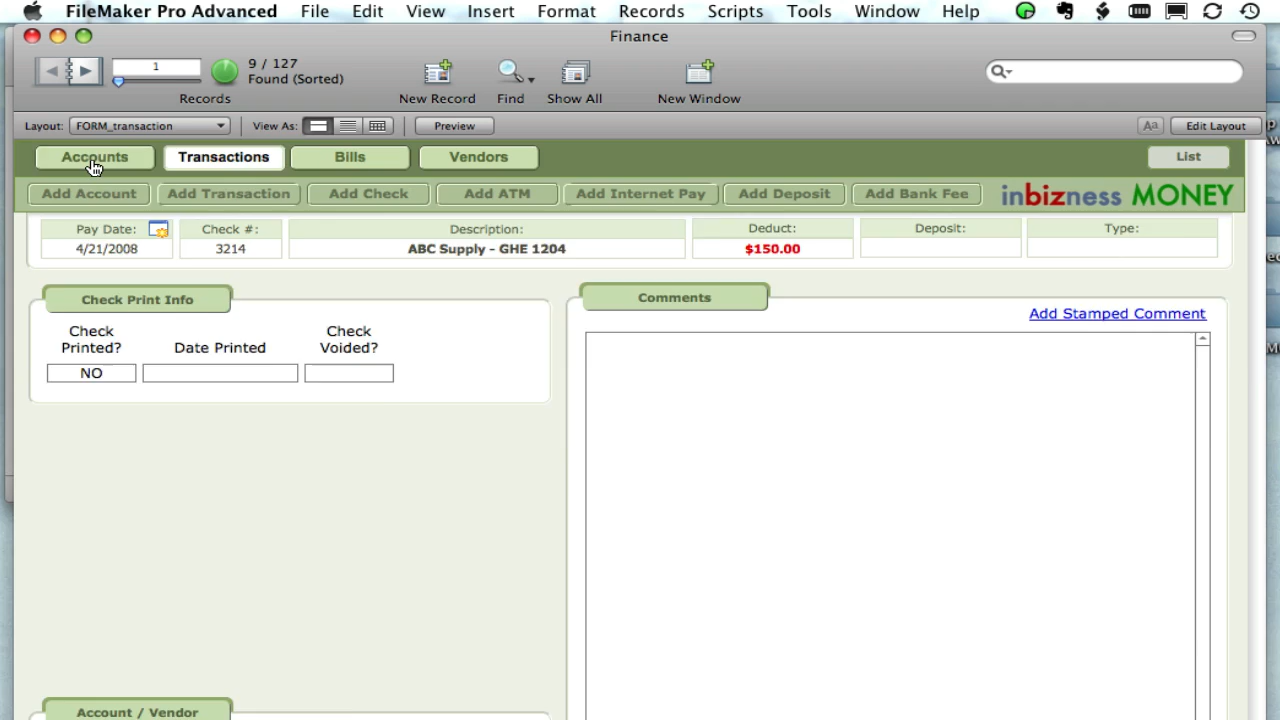 FileMaker Pro Advanced File Edit View Insert Format Records Scripts Tools Window Help
Finance
1
9 / 127
Found (Sorted)
Records
New Record
Find
Show All
New Window
Layout: FORM_transaction
View As:
Preview
Aa
Edit Layout
Accounts
Transactions
Bills
Vendors
List
Add Account
Add Transaction
Add Check
Add ATM
Add Internet Pay
Add Deposit
Add Bank Fee
inbizness MONEY
Pay Date:
Check #:
Description:
Deduct:
Deposit:
Type:
4/21/2008
3214
ABC Supply - GHE 1204
$150.00
Check Print Info
Check Printed?
Date Printed
Check Voided?
NO
Comments
Add Stamped Comment
Account / Vendor